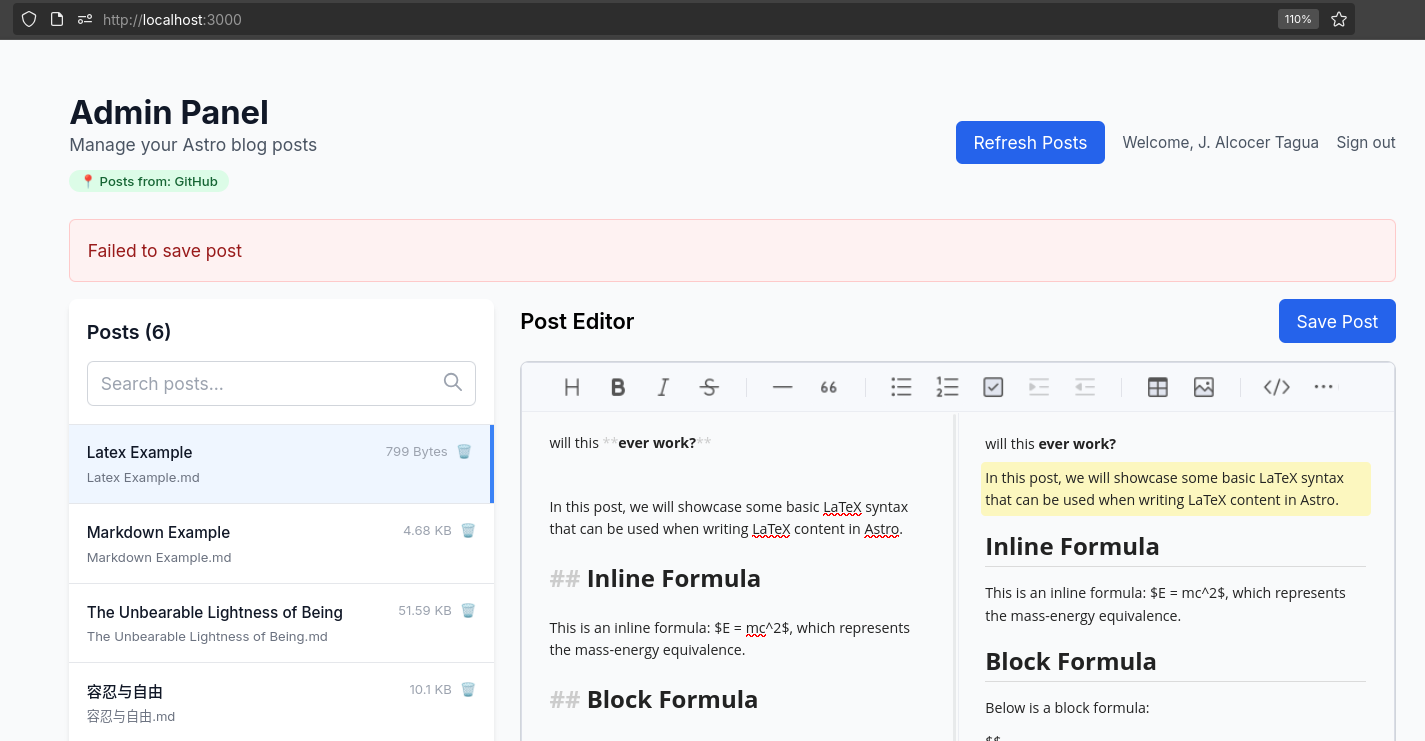 http://localhost:3000
110%
Admin Panel
Manage your Astro blog posts
📍 Posts from: GitHub
Refresh Posts
Welcome, J. Alcocer Tagua
Sign out
Failed to save post
Posts (6)
Search posts...
Latex Example
799 Bytes
Latex Example.md
Markdown Example
4.68 KB
Markdown Example.md
The Unbearable Lightness of Being
51.59 KB
The Unbearable Lightness of Being.md
容忍与自由
10.1 KB
容忍与自由.md
Post Editor
Save Post
will this **ever work?**
In this post, we will showcase some basic LaTeX syntax
that can be used when writing LaTeX content in Astro.
## Inline Formula
This is an inline formula: $E = mc^2$, which represents
the mass-energy equivalence.
## Block Formula
will this ever work?
In this post, we will showcase some basic LaTeX syntax
that can be used when writing LaTeX content in Astro.
Inline Formula
This is an inline formula: $E = mc^2$, which represents
the mass-energy equivalence.
Block Formula
Below is a block formula:
$$